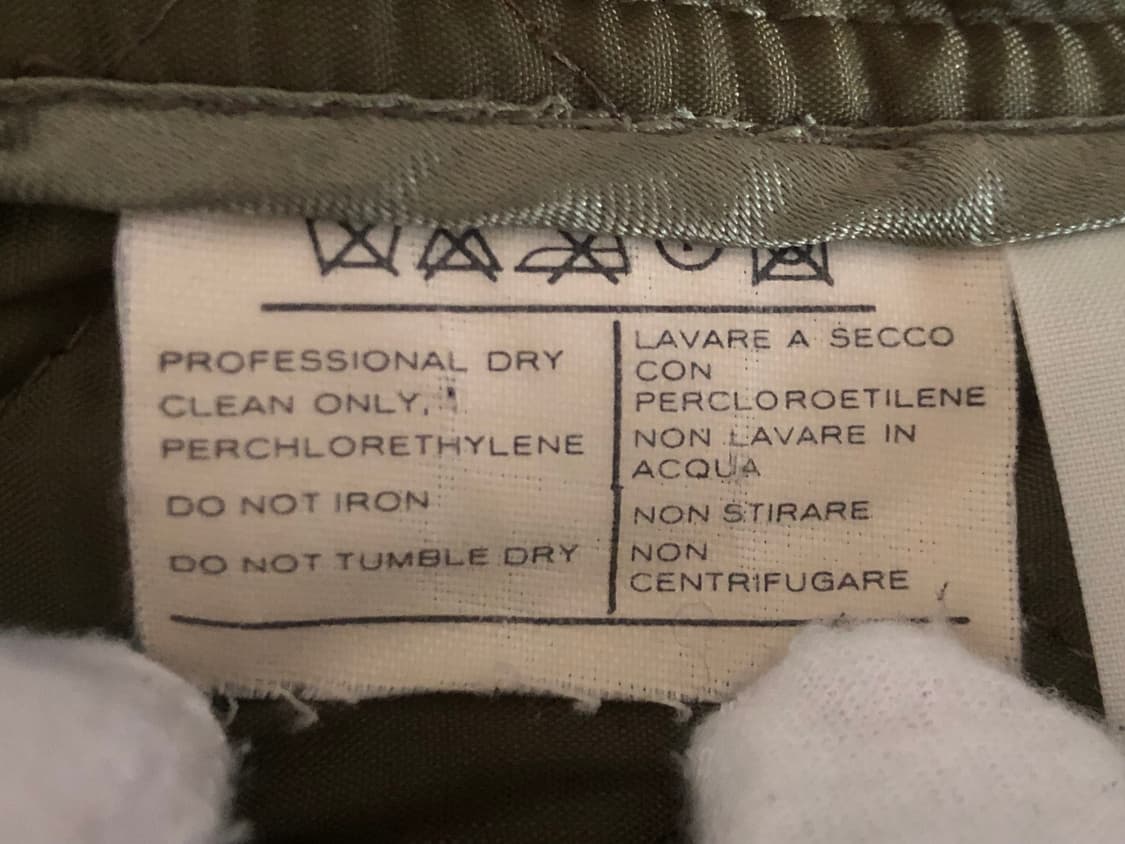 PROFESSIONAL DRY
CLEAN ONLY,
PERCHLORETHYLENE
DO NOT IRON
DO NOT TUMBLE DRY
LAVARE A SECCO
CON
PERCLOROETILENE
NON LAVARE IN
ACQUA
NON STIRARE
NON
CENTRIFUGARE